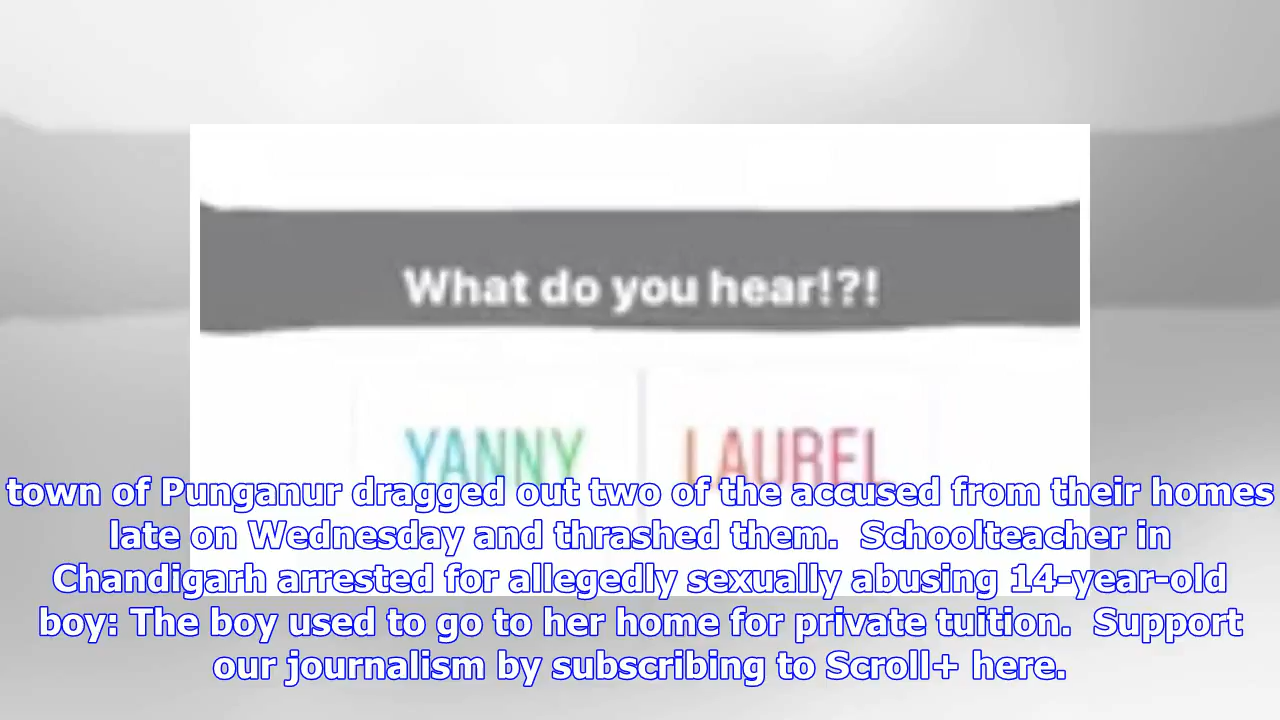 What do you hear!?!
YANNY LAUREL
town of Punganur dragged out two of the accused from their homes
late on Wednesday and thrashed them.  Schoolteacher in
Chandigarh arrested for allegedly sexually abusing 14-year-old
boy: The boy used to go to her home for private tuition.  Support
our journalism by subscribing to Scroll+ here.